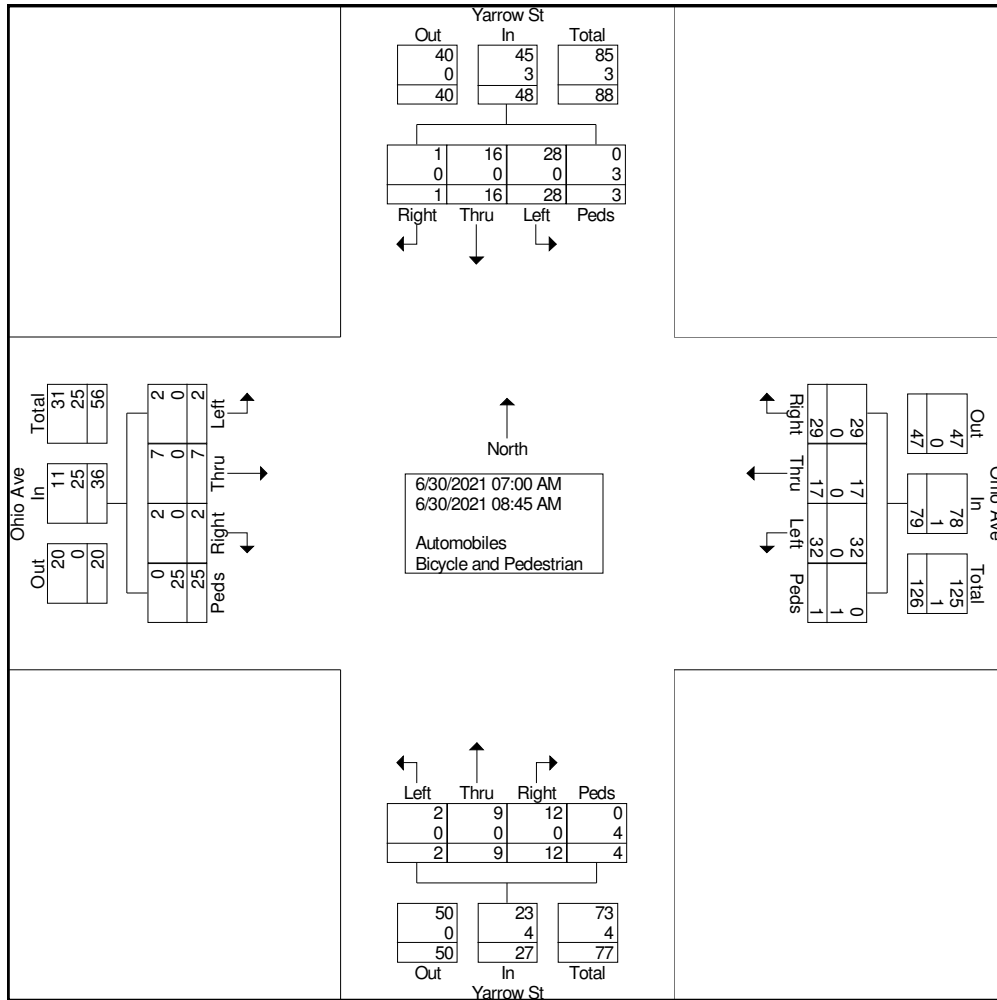 Yarrow St
Out In Total
40 45 85
0 3 3
40 48 88
1 16 28 0
0 0 0 3
1 16 28 3
Right Thru Left Peds
Ohio Ave
Total In Out
31 11 20
25 25 0
56 36 20
2 7 2 0
0 0 0 25
2 7 2 25
Left Thru Right Peds
North
6/30/2021 07:00 AM
6/30/2021 08:45 AM
Automobiles
Bicycle and Pedestrian
Right Thru Left Peds
29 17 32 0
0 0 0 1
29 17 32 1
Out In Total
47 78 125
0 1 1
47 79 126
Ohio Ave
Left Thru Right Peds
2 9 12 0
0 0 0 4
2 9 12 4
50 23 73
0 4 4
50 27 77
Out In Total
Yarrow St